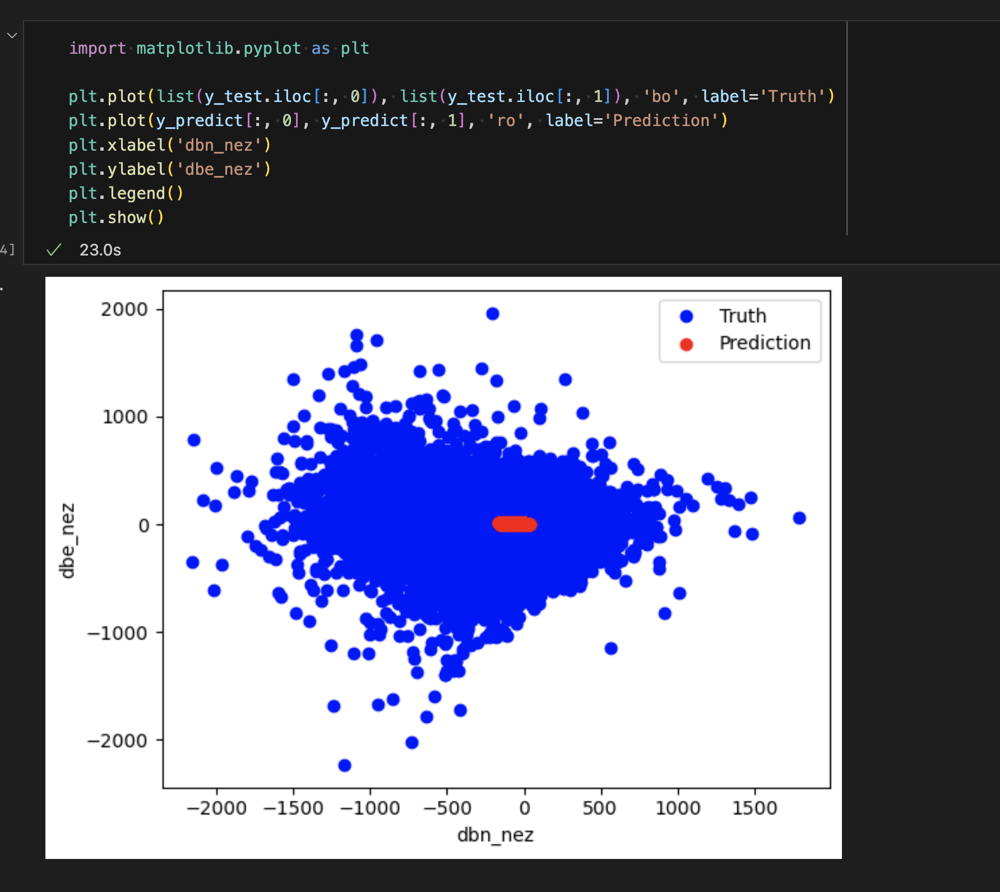 import matplotlib.pyplot as plt
plt.plot(list(y_test.iloc[:, 0]), list(y_test.iloc[:, 1]), 'bo', label='Truth')
plt.plot(y_predict[:, 0], y_predict[:, 1], 'ro', label='Prediction')
plt.xlabel('dbn_nez')
plt.ylabel('dbe_nez')
plt.legend()
plt.show()
4]
23.0s
Truth
Prediction
2000
1000
0
−1000
−2000
dbe_nez
−2000 −1500 −1000 −500 0 500 1000 1500
dbn_nez